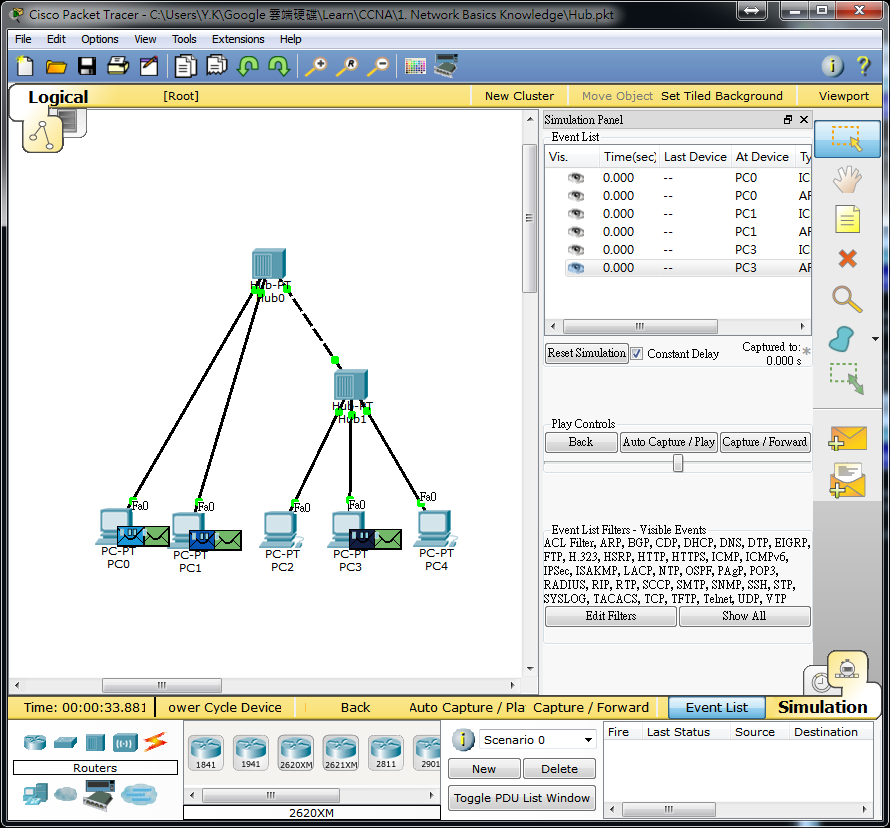 Cisco Packet Tracer - C:\Users\Y.K\Google 雲端硬碟\Learn\CCNA\1. Network Basics Knowledge\Hub.pkt
File Edit Options View Tools Extensions Help
Logical [Root] New Cluster Move Object Set Tiled Background Viewport
Simulation Panel
Event List
Vis. Time(sec) Last Device At Device Ty
0.000 -- PC0 IC
0.000 -- PC0 AR
0.000 -- PC1 IC
0.000 -- PC1 AR
0.000 -- PC3 IC
0.000 -- PC3 AR
Reset Simulation Constant Delay Captured to: *
0.000 s
Play Controls
Back Auto Capture / Play Capture / Forward
Event List Filters - Visible Events
ACL Filter, ARP, BGP, CDP, DHCP, DNS, DTP, EIGRP,
FTP, H.323, HSRP, HTTP, HTTPS, ICMP, ICMPv6,
IPSec, ISAKMP, LACP, NTP, OSPF, PAgP, POP3,
RADIUS, RIP, RTP, SCCP, SMTP, SNMP, SSH, STP,
SYSLOG, TACACS, TCP, TFTP, Telnet, UDP, VTP
Edit Filters Show All
Hub-PT
Hub0
Hub-PT
Hub1
Fa0 Fa0 Fa0 Fa0 Fa0
PC-PT
PC0
PC-PT
PC1
PC-PT
PC2
PC-PT
PC3
PC-PT
PC4
Time: 00:00:33.881 ower Cycle Device Back Auto Capture / Pla Capture / Forward Event List Simulation
Routers
1841 1941 2620XM 2621XM 2811 2901
2620XM
Scenario 0
New Delete
Toggle PDU List Window
Fire Last Status Source Destination